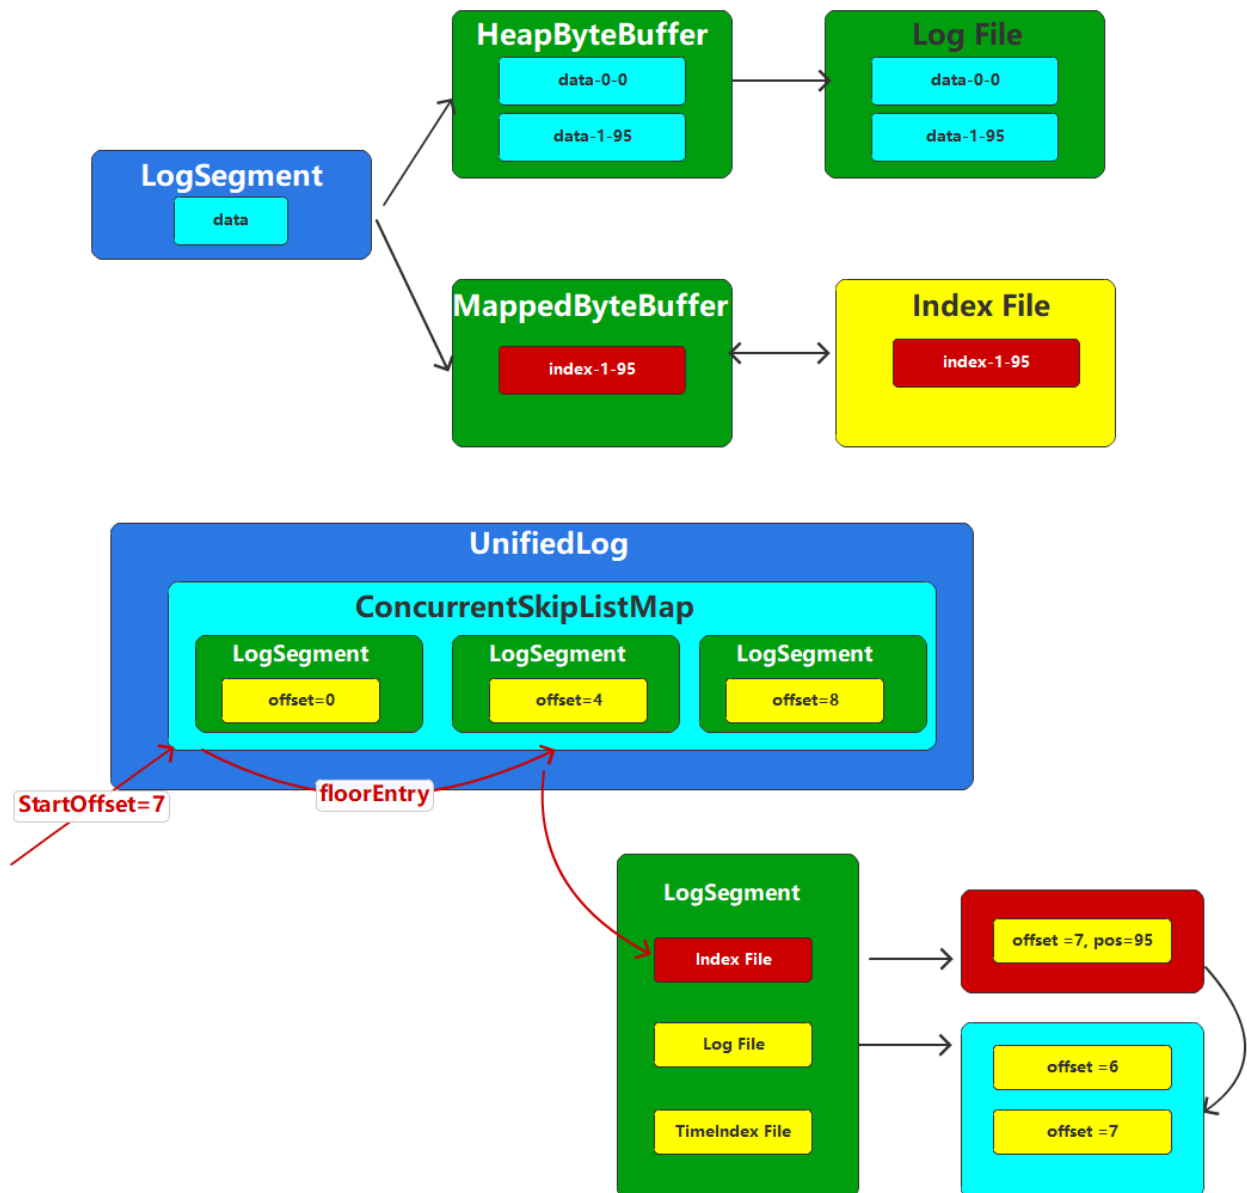 HeapByteBuffer
data-0-0
data-1-95
Log File
data-0-0
data-1-95
LogSegment
data
MappedByteBuffer
index-1-95
Index File
index-1-95
UnifiedLog
ConcurrentSkipListMap
LogSegment
offset=0
LogSegment
offset=4
LogSegment
offset=8
StartOffset=7
floorEntry
LogSegment
Index File
Log File
TimeIndex File
offset =7, pos=95
offset =6
offset =7